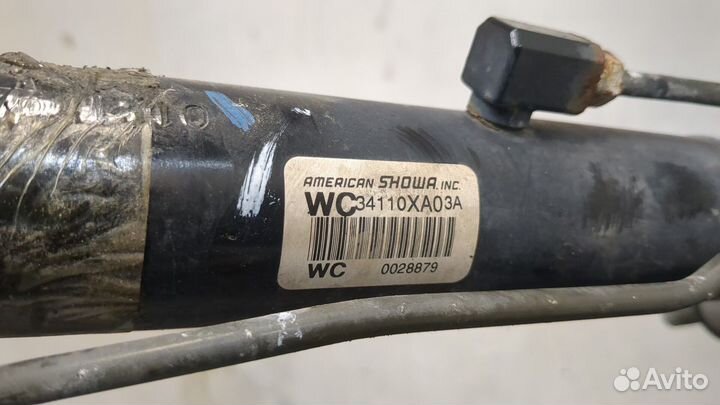 AMERICAN SHOWA, INC.
WC 34110XA03A
WC 0028879
Avito